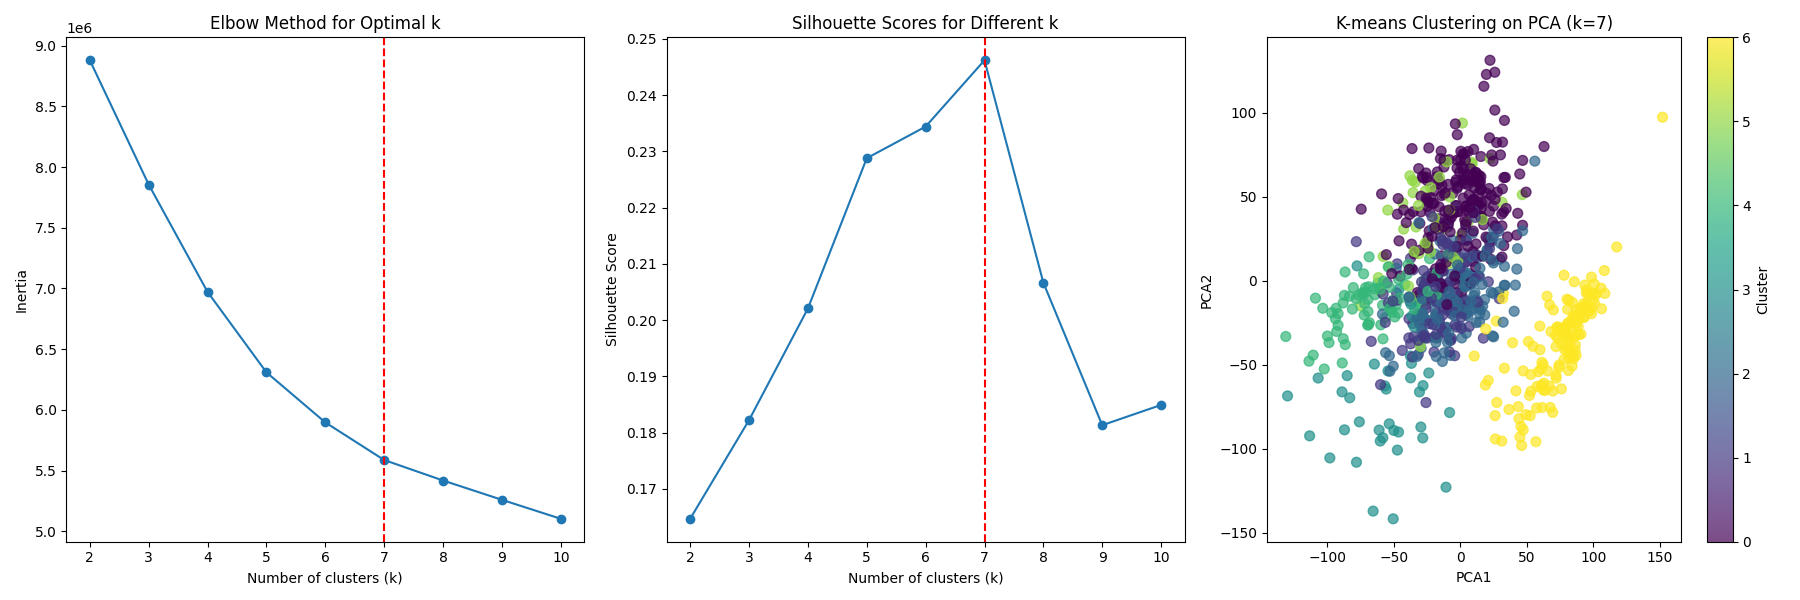 Elbow Method for Optimal k
1e6
9.0
8.5
8.0
7.5
7.0
6.5
6.0
5.5
5.0
Inertia
2 3 4 5 6 7 8 9 10
Number of clusters (k)
Silhouette Scores for Different k
0.25
0.24
0.23
0.22
0.21
0.20
0.19
0.18
0.17
Silhouette Score
2 3 4 5 6 7 8 9 10
Number of clusters (k)
K-means Clustering on PCA (k=7)
100
50
0
−50
−100
−150
PCA2
−100 −50 0 50 100 150
PCA1
6
5
4
3
2
1
0
Cluster